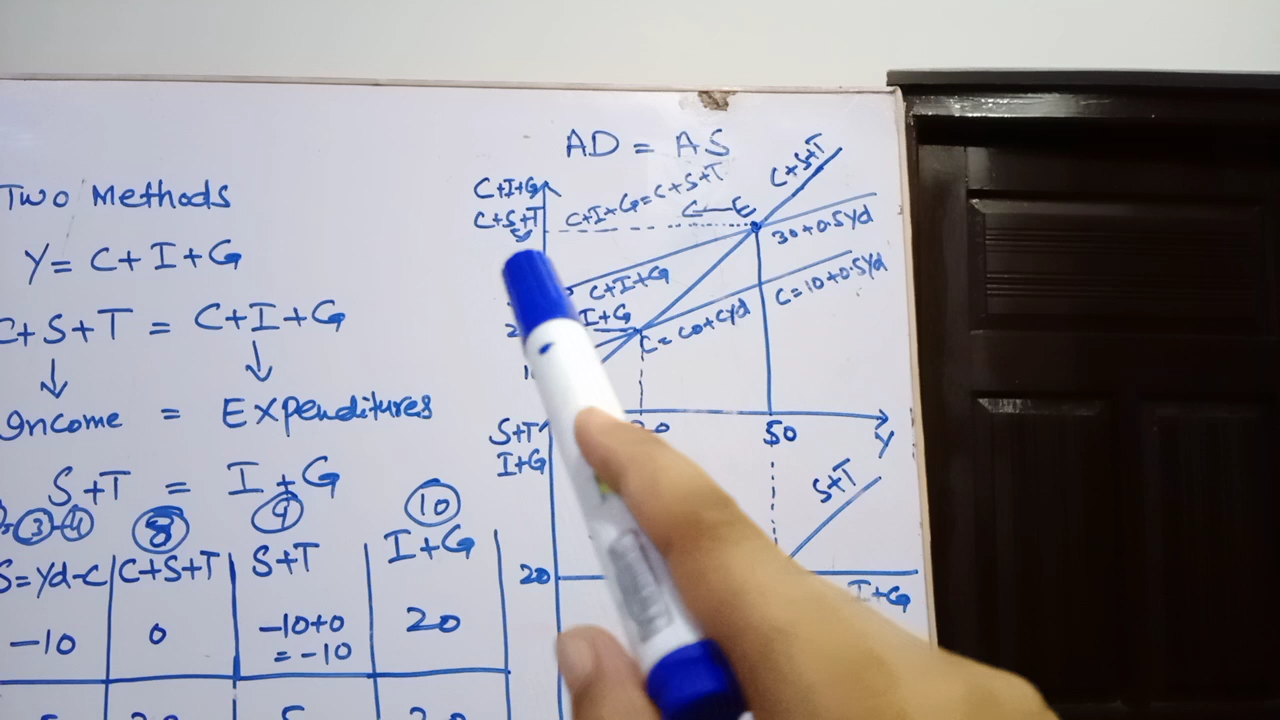 Two Methods
Y = C+I+G
C+S+T = C+I+G
Income = Expenditures
S+T = I+G
3 - 4
8
9
10
S=Yd-C
C+S+T
S+T
I+G
-10
0
-10+0
= -10
20
AD = AS
C+I+G
C+S+T
C+I+G=C+S+T
E
C+S+T
30+0.5Yd
C+I+G
I+G
C=10+0.5Yd
C=Co+cYd
50
Y
S+T
I+G
S+T
20
I+G